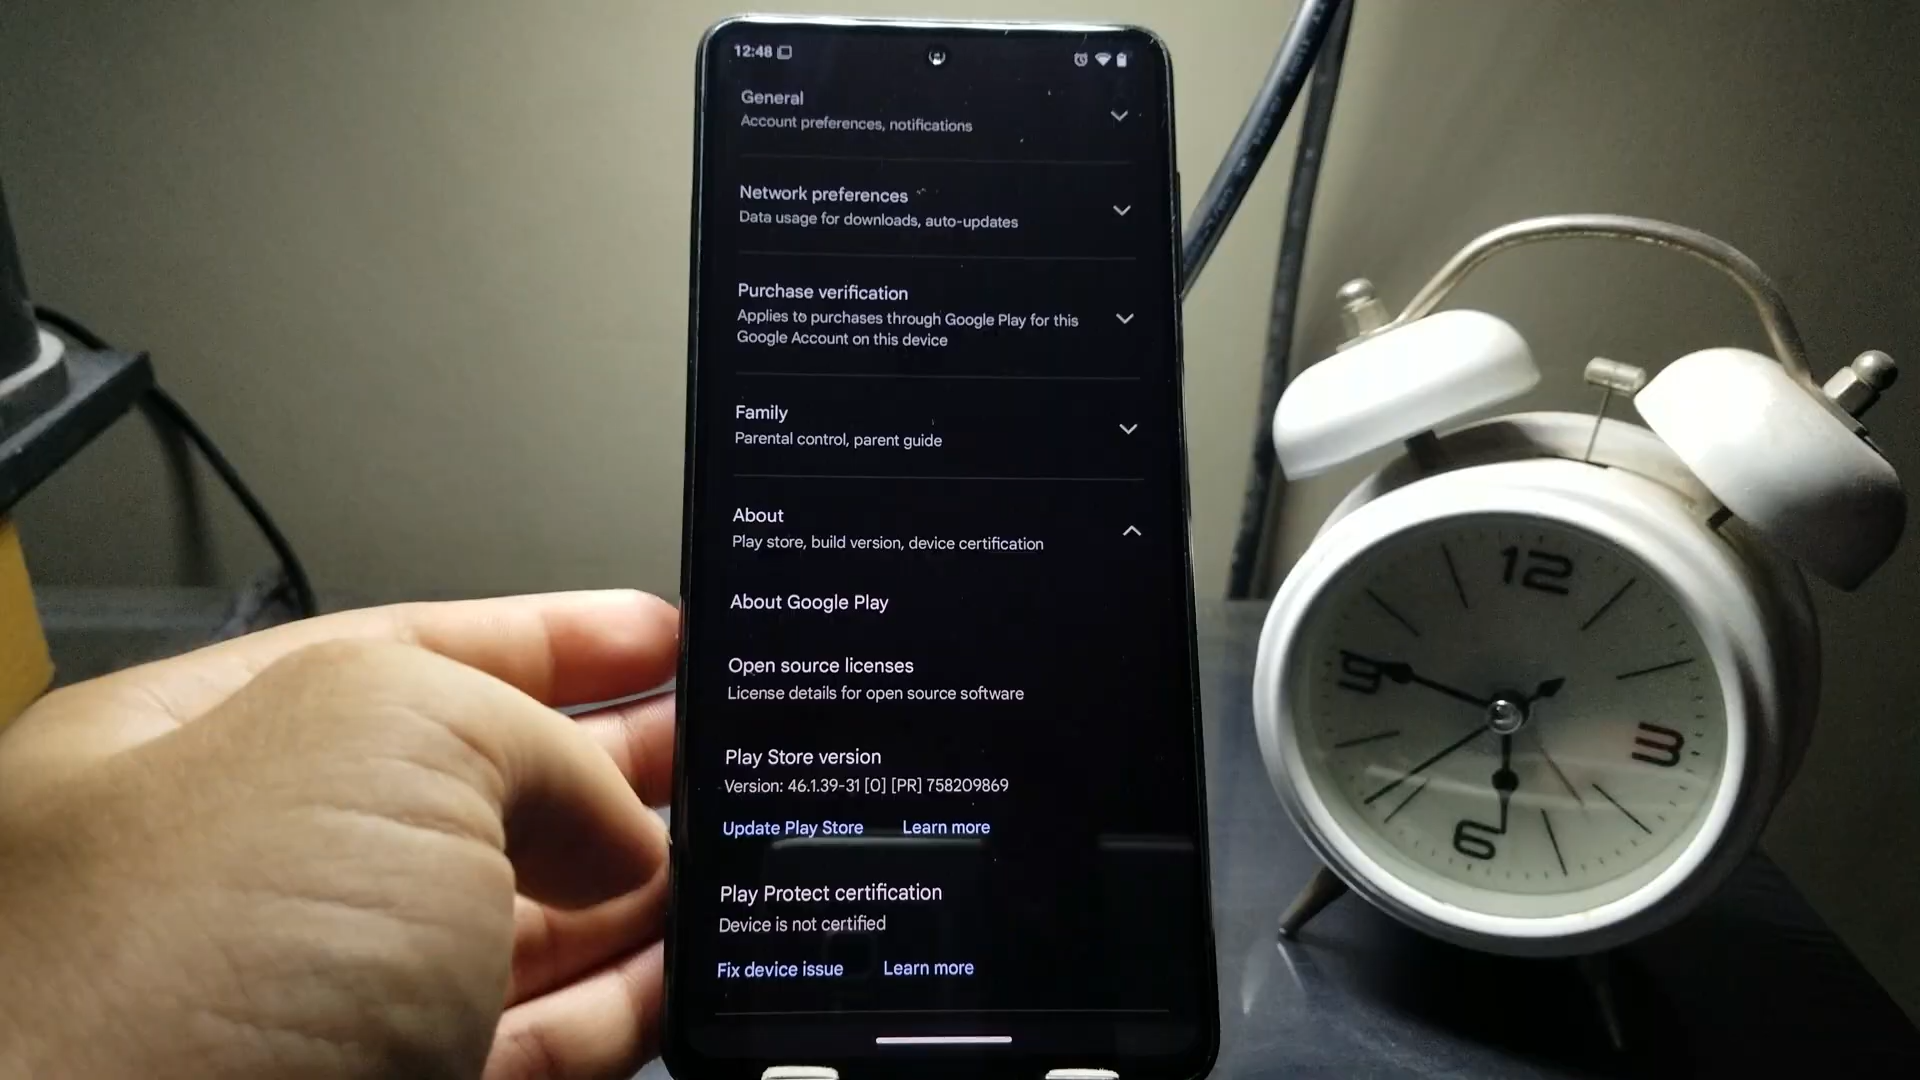 12:48
General
Account preferences, notifications
Network preferences
Data usage for downloads, auto-updates
Purchase verification
Applies to purchases through Google Play for this
Google Account on this device
Family
Parental control, parent guide
About
Play store, build version, device certification
About Google Play
Open source licenses
License details for open source software
Play Store version
Version: 46.1.39-31 [0] [PR] 758209869
Update Play Store Learn more
Play Protect certification
Device is not certified
Fix device issue Learn more
12
9
3
6